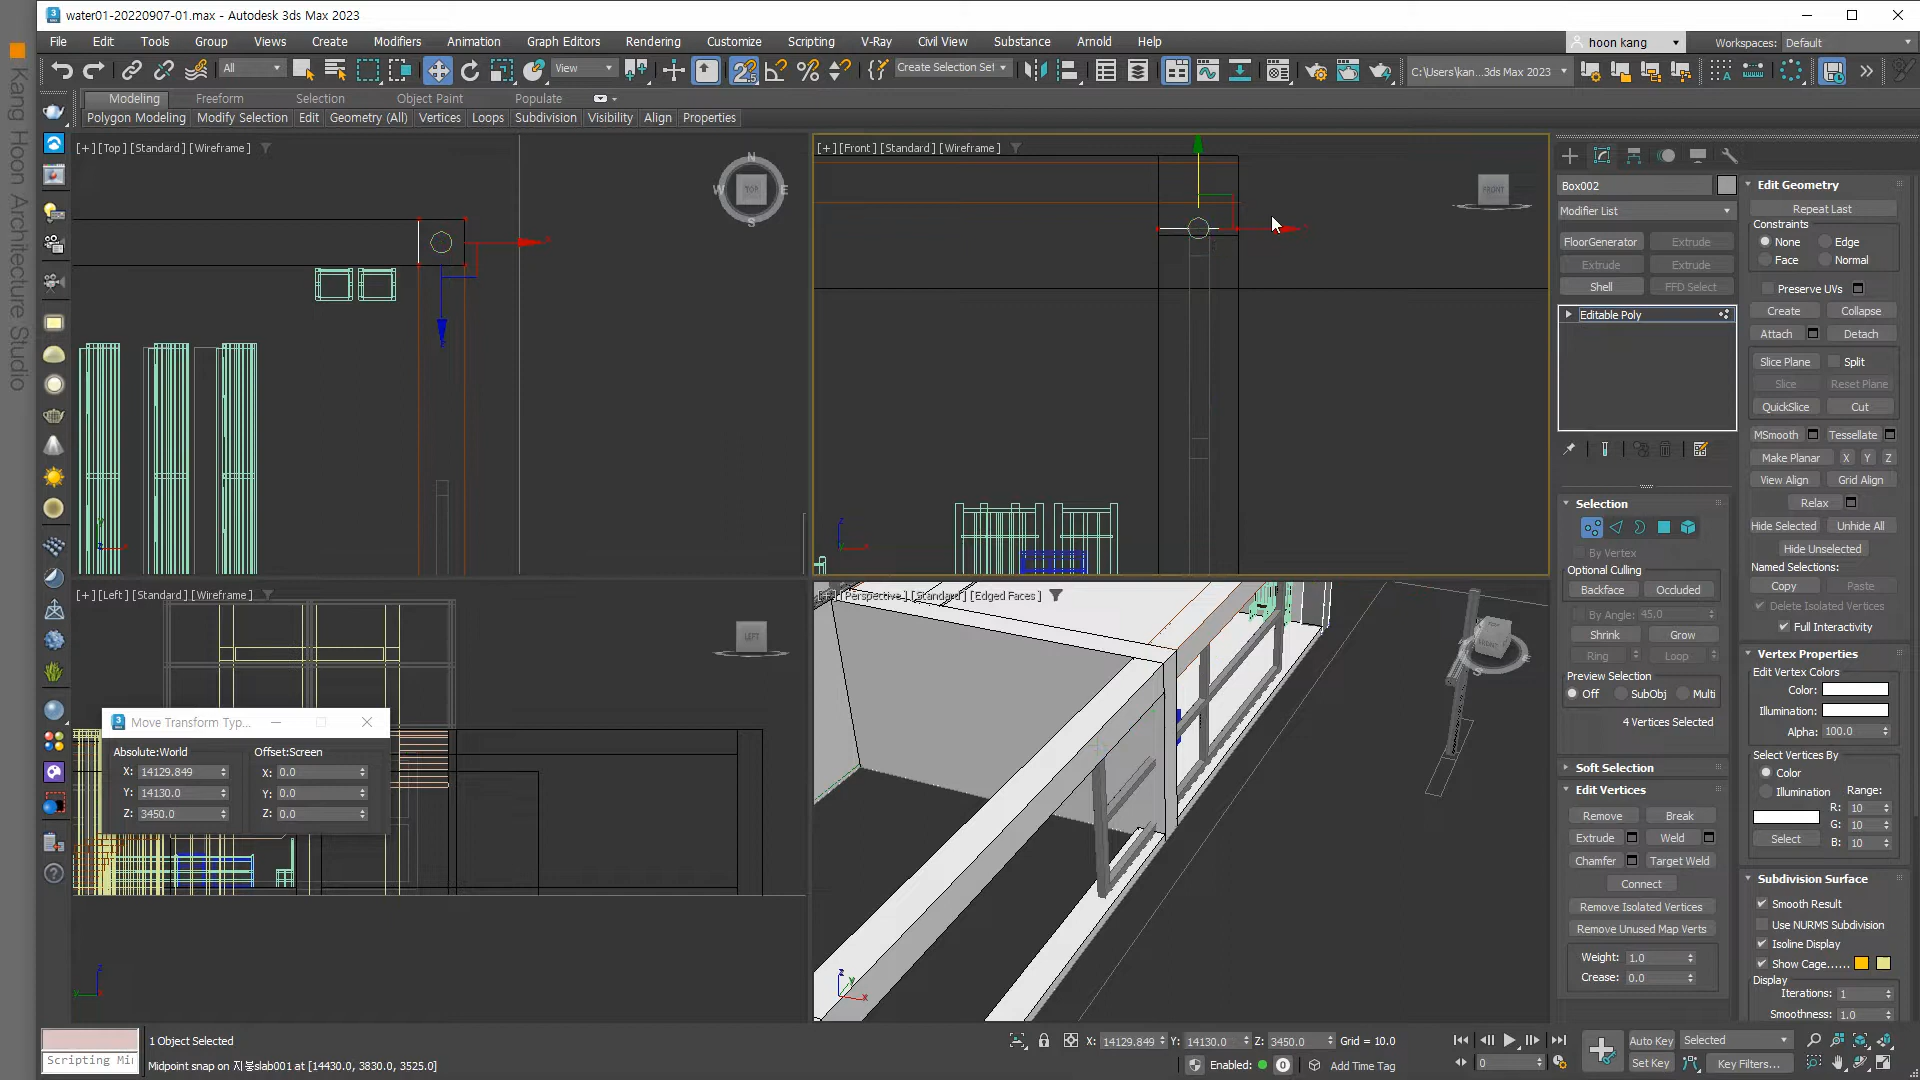 water01-20220907-01.max - Autodesk 3ds Max 2023
File Edit Tools Group Views Create Modifiers Animation Graph Editors Rendering Customize Scripting V-Ray Civil View Substance Arnold Help
hoon kang
Workspaces: Default
All
View
Create Selection Set
C:\Users\kan...3ds Max 2023
Modeling Freeform Selection Object Paint Populate
Polygon Modeling Modify Selection Edit Geometry (All) Vertices Loops Subdivision Visibility Align Properties
Kang Hoon Architecture Studio
[+] [Top] [Standard] [Wireframe]
N
W TOP E
S
[+] [Front] [Standard] [Wireframe]
FRONT
[+] [Left] [Standard] [Wireframe]
LEFT
[+] [Perspective] [Standard] [Edged Faces]
Move Transform Typ...
Absolute:World
X: 14129.849
Y: 14130.0
Z: 3450.0
Offset:Screen
X: 0.0
Y: 0.0
Z: 0.0
Box002
Modifier List
FloorGenerator Extrude
Extrude Extrude
Shell FFD Select
Editable Poly
Selection
By Vertex
Optional Culling
Backface Occluded
By Angle: 45.0
Shrink Grow
Ring Loop
Preview Selection
Off SubObj Multi
4 Vertices Selected
Soft Selection
Edit Vertices
Remove Break
Extrude Weld
Chamfer Target Weld
Connect
Remove Isolated Vertices
Remove Unused Map Verts
Weight: 1.0
Crease: 0.0
Edit Geometry
Repeat Last
Constraints
None Edge
Face Normal
Preserve UVs
Create Collapse
Attach Detach
Slice Plane Split
Slice Reset Plane
QuickSlice Cut
MSmooth Tessellate
Make Planar X Y Z
View Align Grid Align
Relax
Hide Selected Unhide All
Hide Unselected
Named Selections:
Copy Paste
Delete Isolated Vertices
Full Interactivity
Vertex Properties
Edit Vertex Colors
Color:
Illumination:
Alpha: 100.0
Select Vertices By
Color
Illumination
Range:
R: 10
G: 10
B: 10
Select
Subdivision Surface
Smooth Result
Use NURMS Subdivision
Isoline Display
Show Cage......
Display
Iterations: 1
Smoothness: 1.0
Scripting Mi
1 Object Selected
Midpoint snap on 지붕slab001 at [14430.0, 3830.0, 3525.0]
X: 14129.849 Y: 14130.0 Z: 3450.0 Grid = 10.0
Enabled: 0 Add Time Tag
0
Auto Key Selected
Set Key Key Filters...